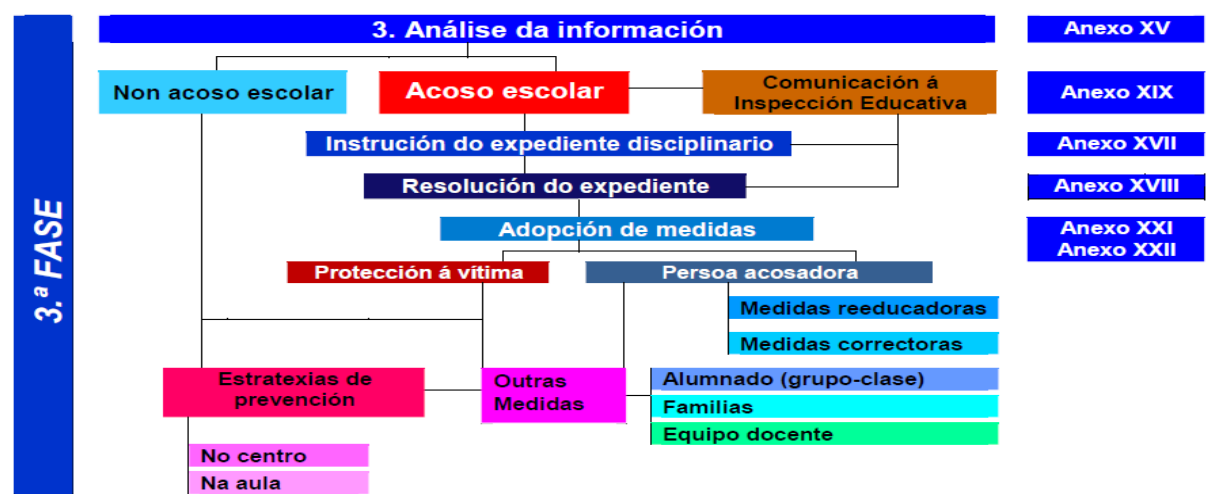 3.ª FASE
3. Análise da información
Anexo XV
Non acoso escolar
Acoso escolar
Comunicación á
Inspección Educativa
Anexo XIX
Instrución do expediente disciplinario
Anexo XVII
Resolución do expediente
Anexo XVIII
Adopción de medidas
Anexo XXI
Anexo XXII
Protección á vítima
Persoa acosadora
Medidas reeducadoras
Medidas correctoras
Estratexias de
prevención
Outras
Medidas
Alumnado (grupo-clase)
Familias
Equipo docente
No centro
Na aula